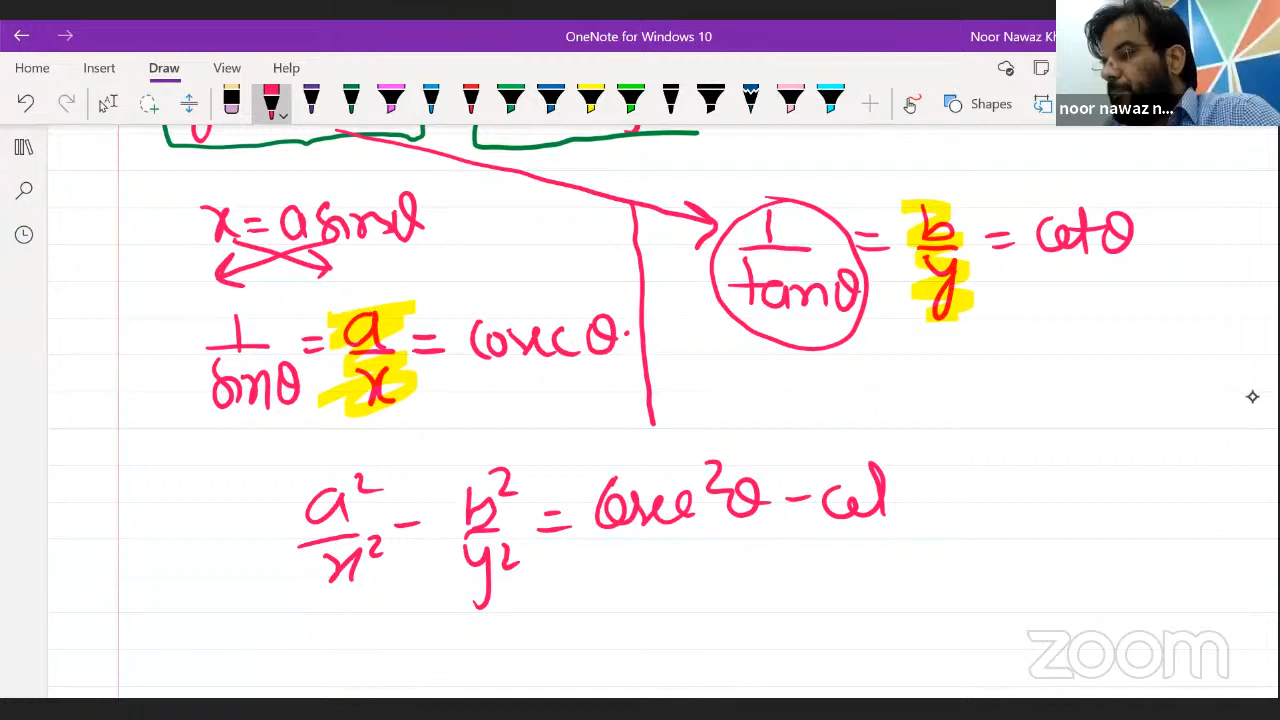 OneNote for Windows 10
Noor Nawaz Kh
Home Insert Draw View Help
Shapes
noor nawaz n...
x = a sinθ
1/tanθ = b/y = cotθ
1/sinθ = a/x = cosecθ.
a²/x² - b²/y² = cosec²θ - cot
zoom